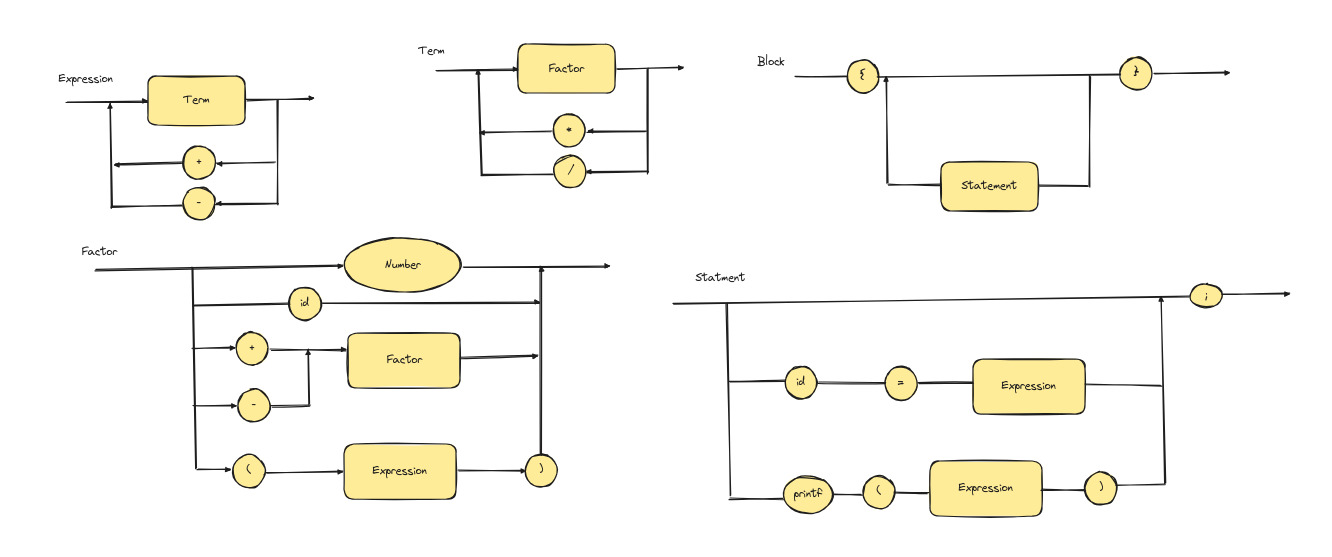 Expression
Term
+
-
Term
Factor
*
/
Block
{
}
Statement
Factor
Number
id
+
Factor
-
(
Expression
)
Statment
;
id
=
Expression
printf
(
Expression
)